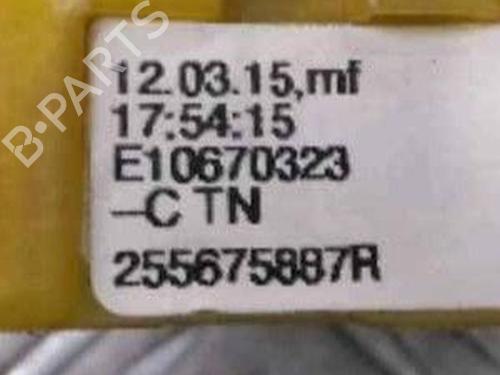 B-PARTS
12.03.15,mf
17:54:15
E10670323
-C TN
255675887R